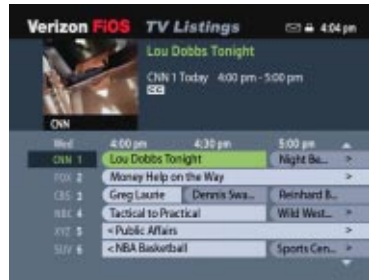 Verizon FiOS TV Listings 4:04 pm
Lou Dobbs Tonight
CNN 1 Today 4:00 pm - 5:00 pm
CC
CNN
Wed 4:00 pm 4:30 pm 5:00 pm
CNN 1 Lou Dobbs Tonight Night Be... >
FOX 2 Money Help on the Way >
CBS 3 Greg Laurie Dennis Swa... Reinhard B...
NBC 4 Tactical to Practical Wild West... >
XYZ 5 < Public Affairs >
SUV 6 < NBA Basketball Sports Cen... >